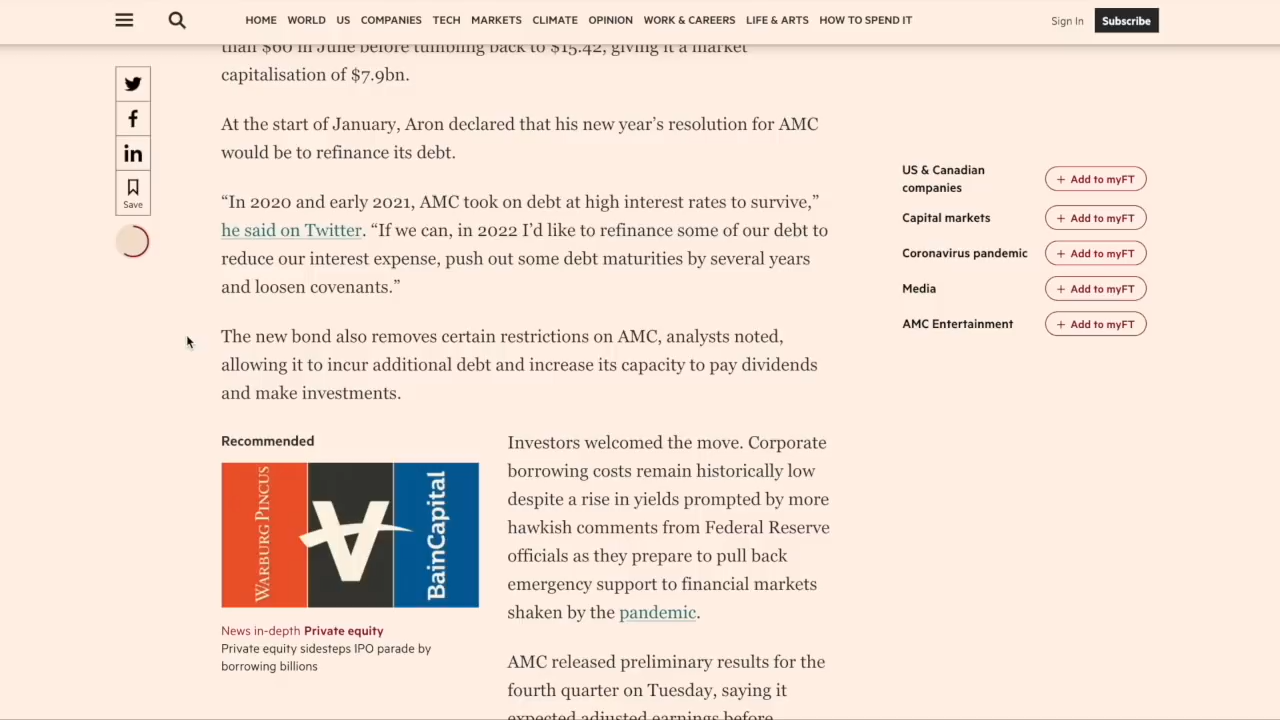 HOME WORLD US COMPANIES TECH MARKETS CLIMATE OPINION WORK & CAREERS LIFE & ARTS HOW TO SPEND IT
Sign In Subscribe
than $60 in June before tumbling back to $15.42, giving it a market
capitalisation of $7.9bn.
At the start of January, Aron declared that his new year’s resolution for AMC
would be to refinance its debt.
“In 2020 and early 2021, AMC took on debt at high interest rates to survive,”
he said on Twitter. “If we can, in 2022 I’d like to refinance some of our debt to
reduce our interest expense, push out some debt maturities by several years
and loosen covenants.”
The new bond also removes certain restrictions on AMC, analysts noted,
allowing it to incur additional debt and increase its capacity to pay dividends
and make investments.
Save
US & Canadian
companies
+ Add to myFT
Capital markets
+ Add to myFT
Coronavirus pandemic
+ Add to myFT
Media
+ Add to myFT
AMC Entertainment
+ Add to myFT
Recommended
WARBURG PINCUS
V
BainCapital
News in-depth Private equity
Private equity sidesteps IPO parade by
borrowing billions
Investors welcomed the move. Corporate
borrowing costs remain historically low
despite a rise in yields prompted by more
hawkish comments from Federal Reserve
officials as they prepare to pull back
emergency support to financial markets
shaken by the pandemic.
AMC released preliminary results for the
fourth quarter on Tuesday, saying it
expected adjusted earnings before